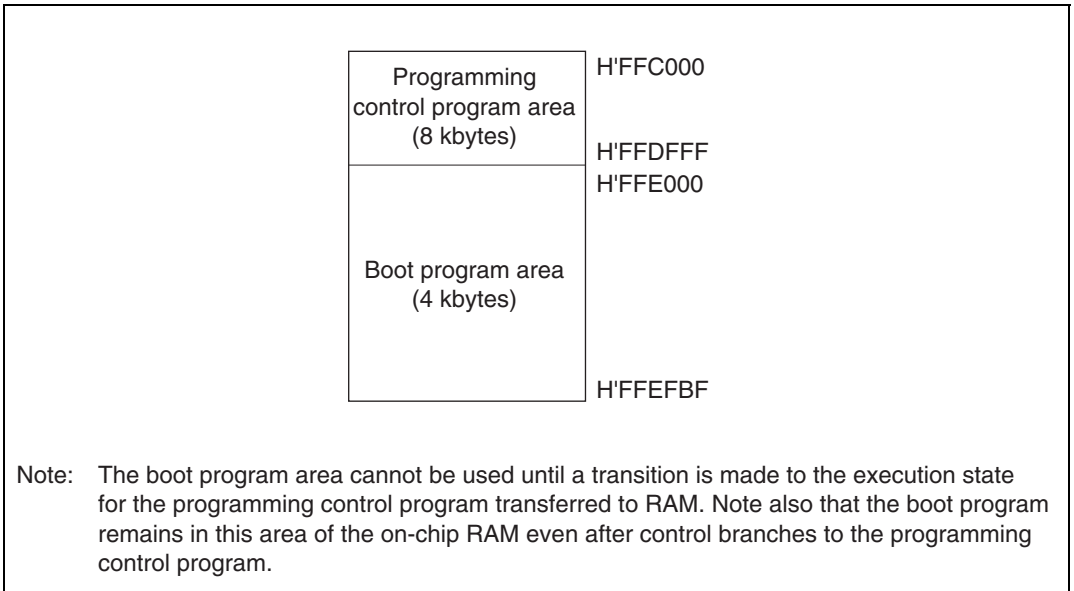 Programming
control program area
(8 kbytes)
H'FFC000
H'FFDFFF
H'FFE000
Boot program area
(4 kbytes)
H'FFEFBF
Note: The boot program area cannot be used until a transition is made to the execution state
for the programming control program transferred to RAM. Note also that the boot program
remains in this area of the on-chip RAM even after control branches to the programming
control program.